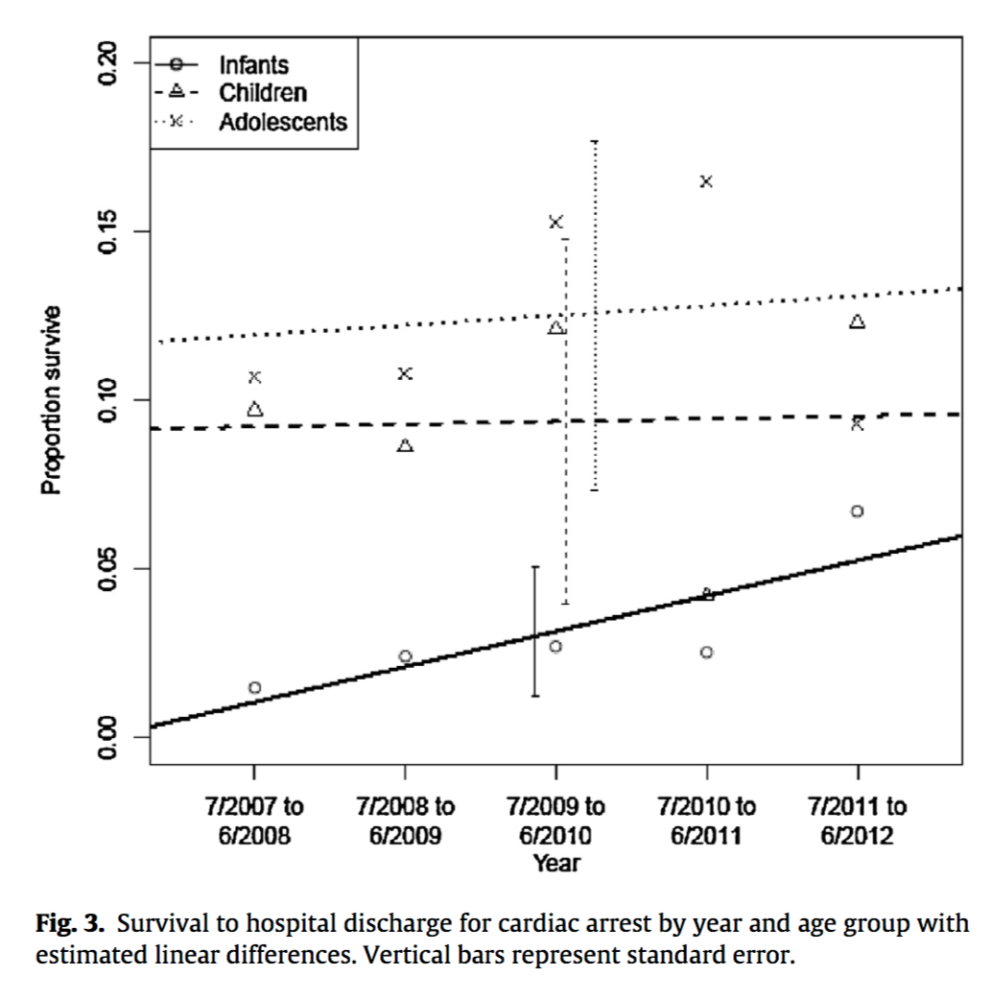 Infants
Children
Adolescents
0.20
0.15
0.10
0.05
0.00
Proportion survive
7/2007 to 7/2008 to 7/2009 to 7/2010 to 7/2011 to
6/2008 6/2009 6/2010 6/2011 6/2012
Year
Fig. 3. Survival to hospital discharge for cardiac arrest by year and age group with
estimated linear differences. Vertical bars represent standard error.